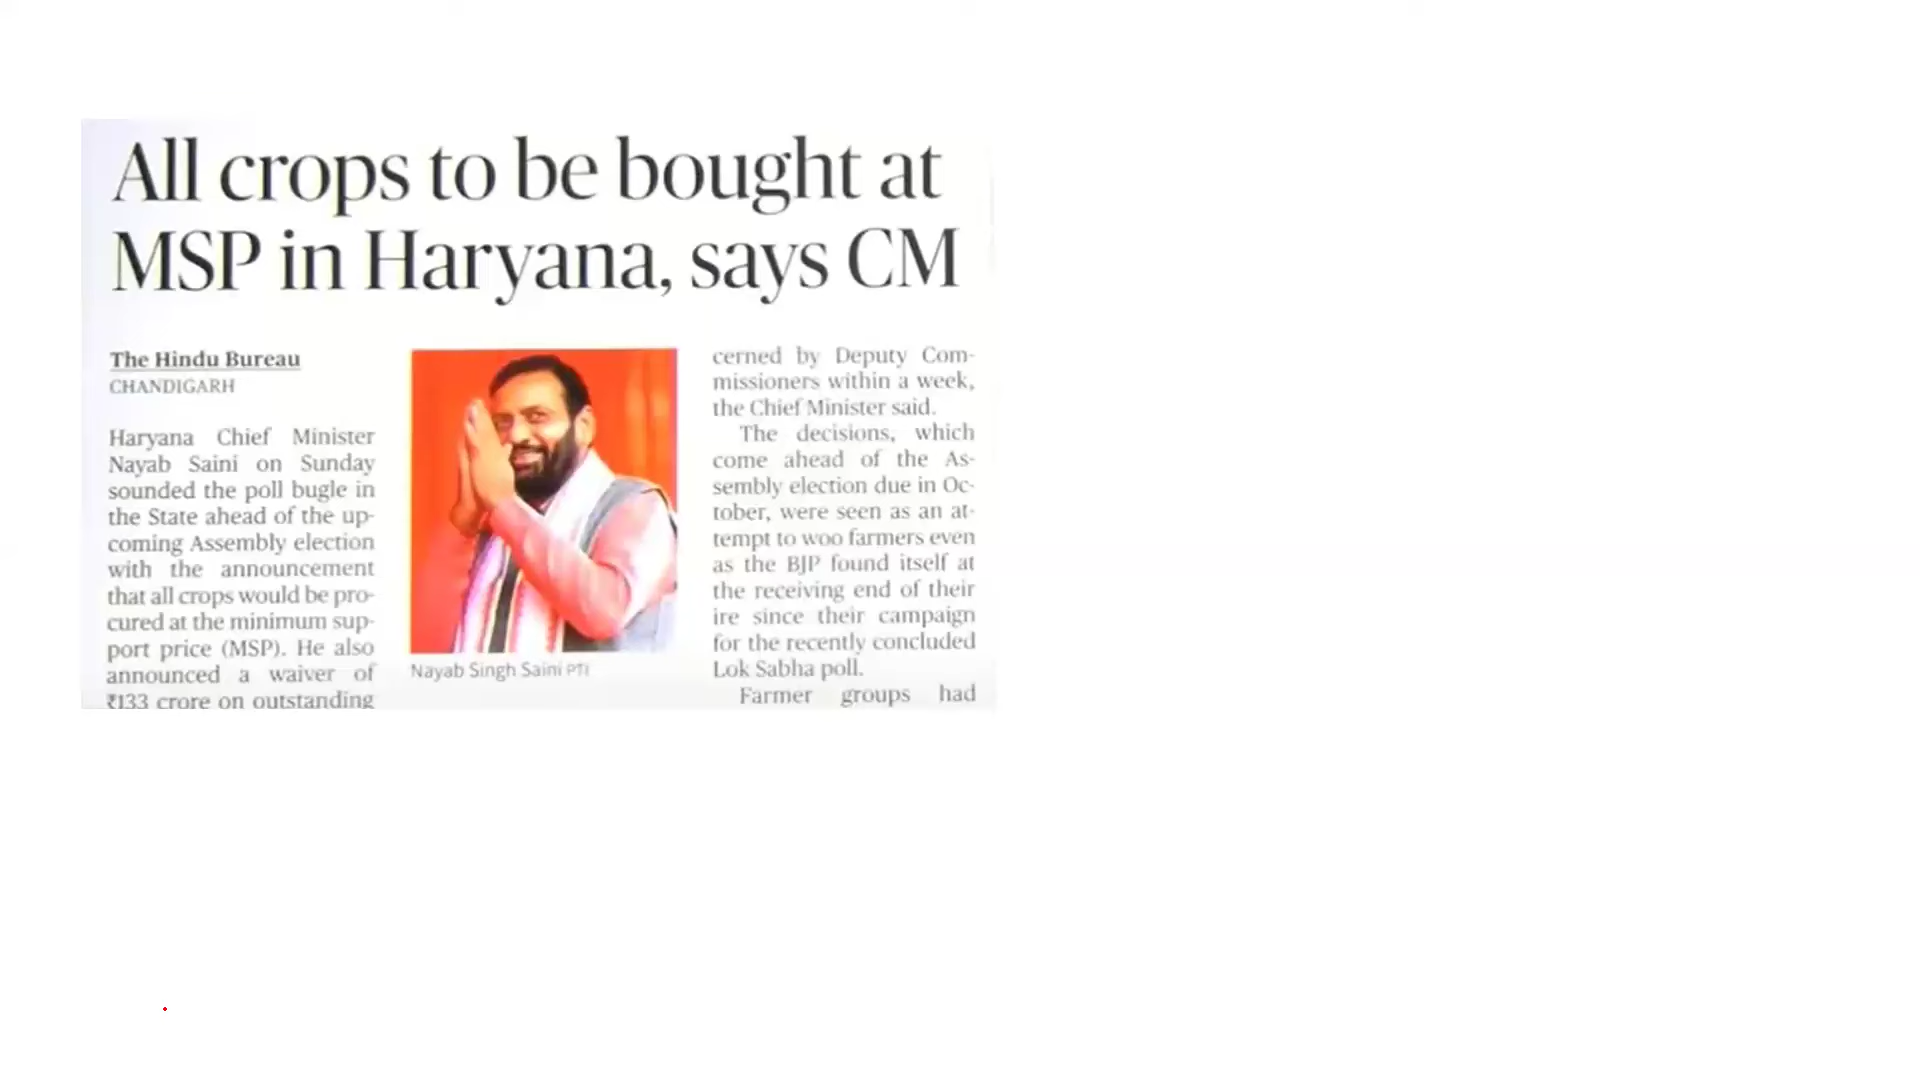 All crops to be bought at
MSP in Haryana, says CM
The Hindu Bureau
CHANDIGARH
Haryana Chief Minister
Nayab Saini on Sunday
sounded the poll bugle in
the State ahead of the up-
coming Assembly election
with the announcement
that all crops would be pro-
cured at the minimum sup-
port price (MSP). He also
announced a waiver of
₹133 crore on outstanding
Nayab Singh Saini PTI
cerned by Deputy Com-
missioners within a week,
the Chief Minister said.
The decisions, which
come ahead of the As-
sembly election due in Oc-
tober, were seen as an at-
tempt to woo farmers even
as the BJP found itself at
the receiving end of their
ire since their campaign
for the recently concluded
Lok Sabha poll.
Farmer groups had